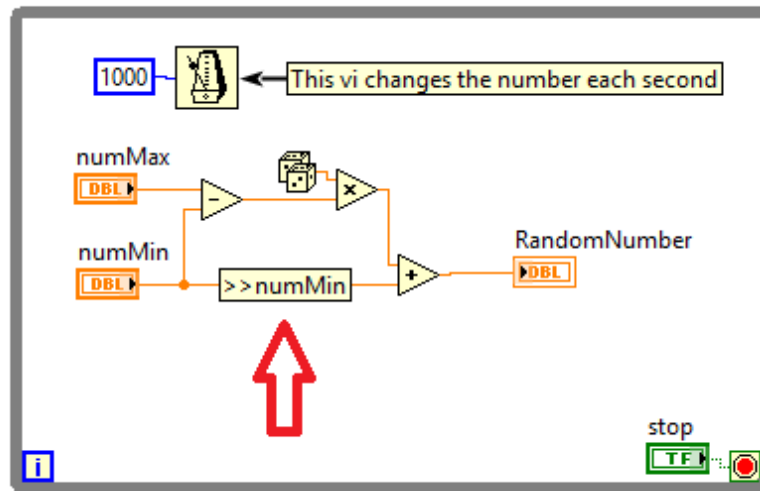 1000
This vi changes the number each second
numMax
DBL
numMin
DBL
>>numMin
RandomNumber
DBL
stop
TF
i